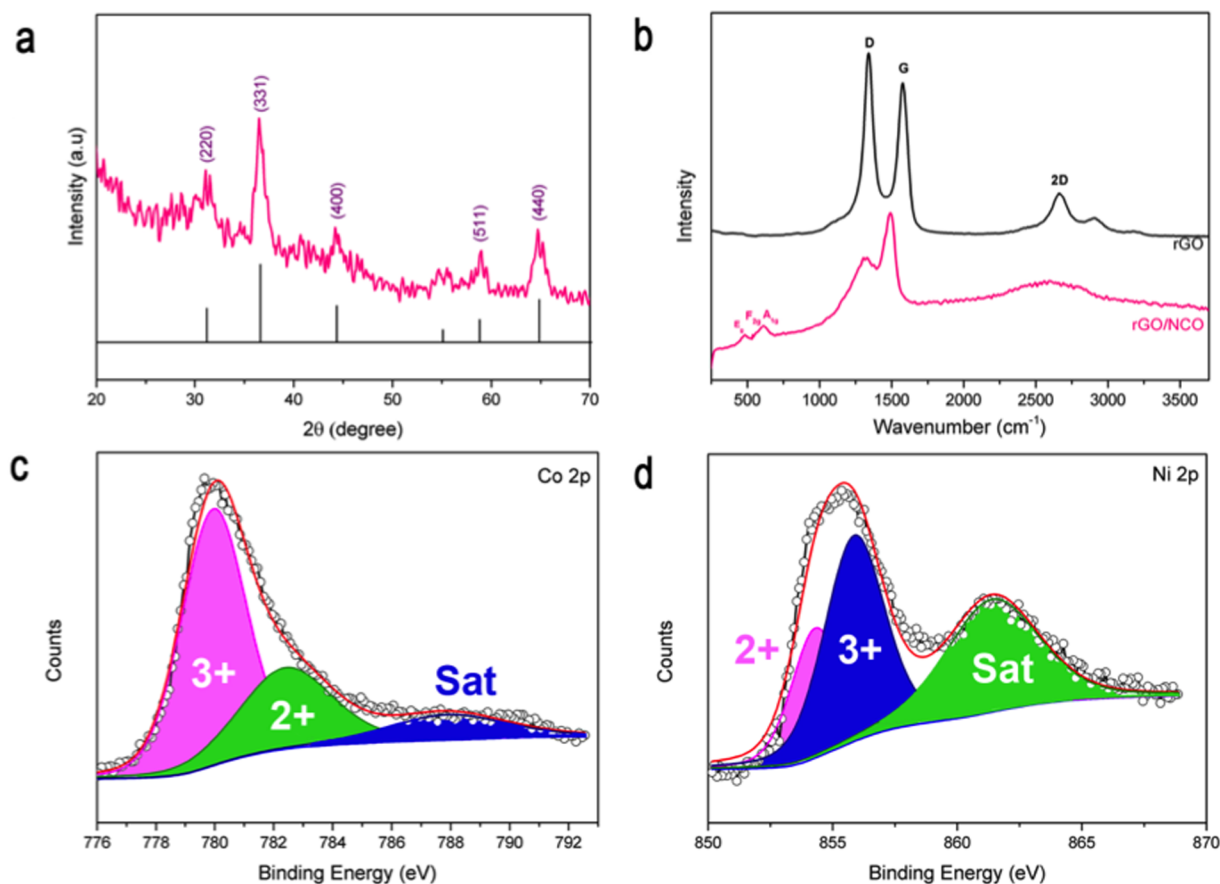 a
(220)
(331)
(400)
(511)
(440)
Intensity (a.u)
20 30 40 50 60 70
2θ (degree)
b
D
G
2D
rGO
Eg F2g A1g
rGO/NCO
Intensity
500 1000 1500 2000 2500 3000 3500
Wavenumber (cm⁻¹)
c
Co 2p
3+
2+
Sat
Counts
776 778 780 782 784 786 788 790 792
Binding Energy (eV)
d
Ni 2p
2+
3+
Sat
Counts
850 855 860 865 870
Binding Energy (eV)